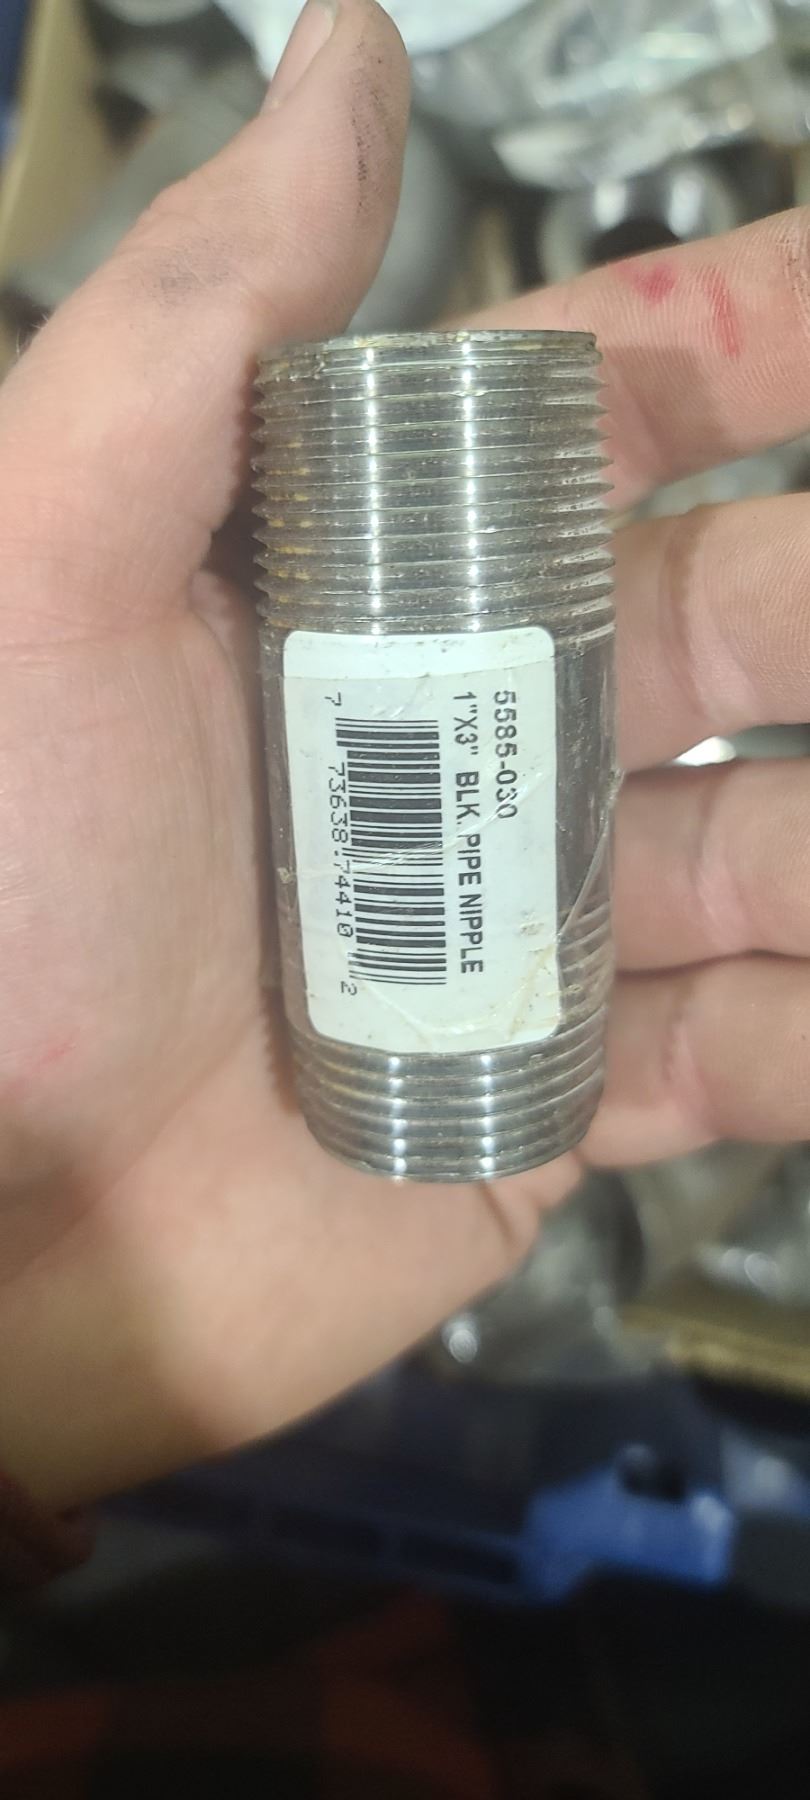 5585-030
1"X3" BLK. PIPE NIPPLE
7 73638-74410 2